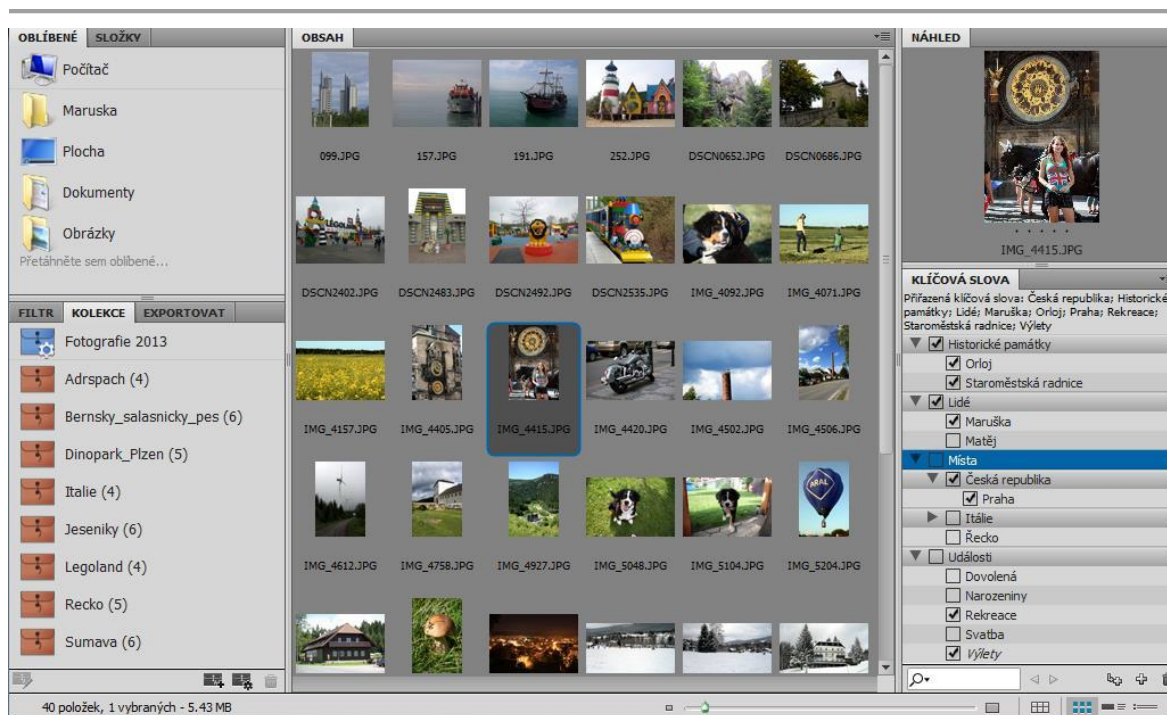 OBLÍBENÉ SLOŽKY
Počítač
Maruska
Plocha
Dokumenty
Obrázky
Přetáhněte sem oblíbené...
FILTR KOLEKCE EXPORTOVAT
Fotografie 2013
Adrspach (4)
Bernsky_salasnicky_pes (6)
Dinopark_Plzen (5)
Italie (4)
Jeseniky (6)
Legoland (4)
Recko (5)
Sumava (6)
OBSAH
099.JPG 157.JPG 191.JPG 252.JPG DSCN0652.JPG DSCN0686.JPG
DSCN2402.JPG DSCN2483.JPG DSCN2492.JPG DSCN2535.JPG IMG_4092.JPG IMG_4071.JPG
IMG_4157.JPG IMG_4405.JPG IMG_4415.JPG IMG_4420.JPG IMG_4502.JPG IMG_4506.JPG
ARAL
IMG_4612.JPG IMG_4758.JPG IMG_4927.JPG IMG_5048.JPG IMG_5104.JPG IMG_5204.JPG
NÁHLED
IMG_4415.JPG
KLÍČOVÁ SLOVA
Přiřazená klíčová slova: Česká republika; Historické
památky; Lidé; Maruška; Orloj; Praha; Rekreace;
Staroměstská radnice; Výlety
Historické památky
Orloj
Staroměstská radnice
Lidé
Maruška
Matěj
Místa
Česká republika
Praha
Itálie
Řecko
Události
Dovolená
Narozeniny
Rekreace
Svatba
Výlety
40 položek, 1 vybraných - 5.43 MB